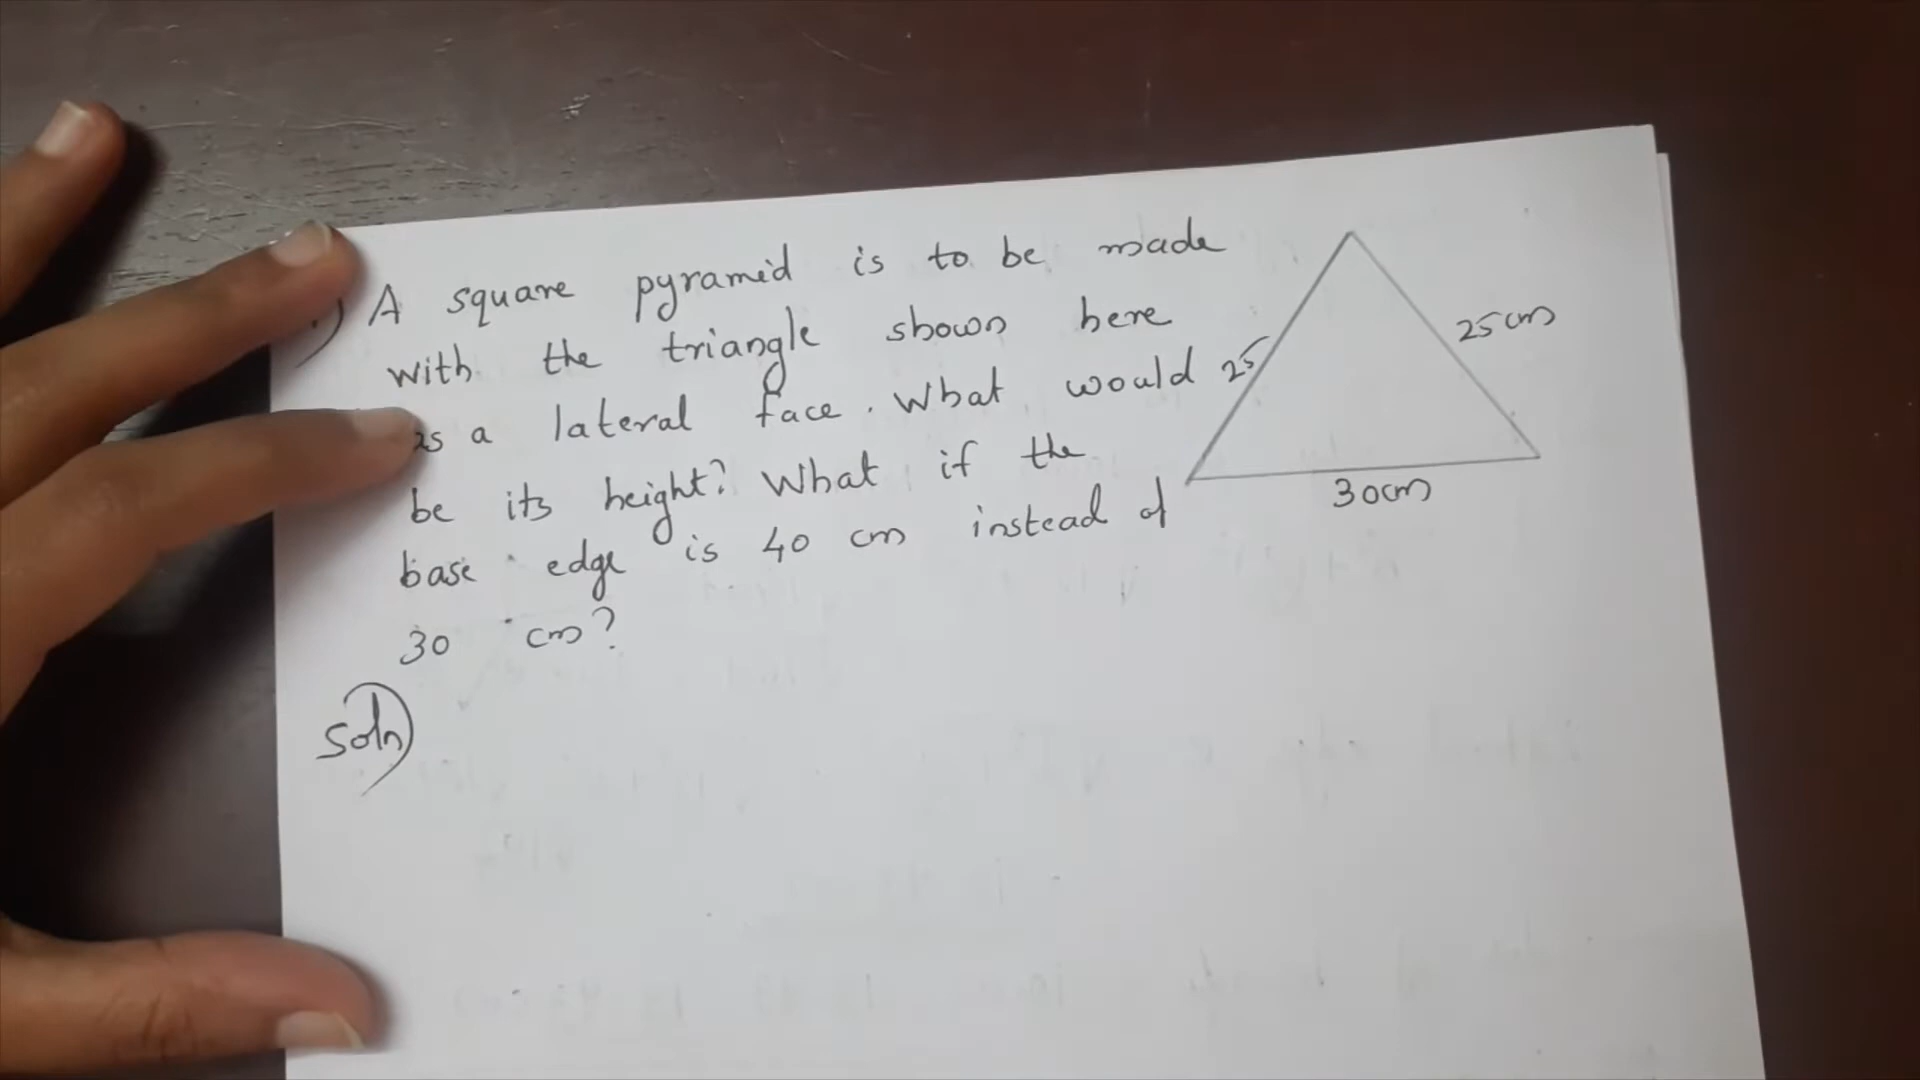 A square pyramid is to be made
with the triangle shown here
as a lateral face. What would
be its height? What if the
base edge is 40 cm instead of
30 cm?
25
25cm
30cm
Soln)